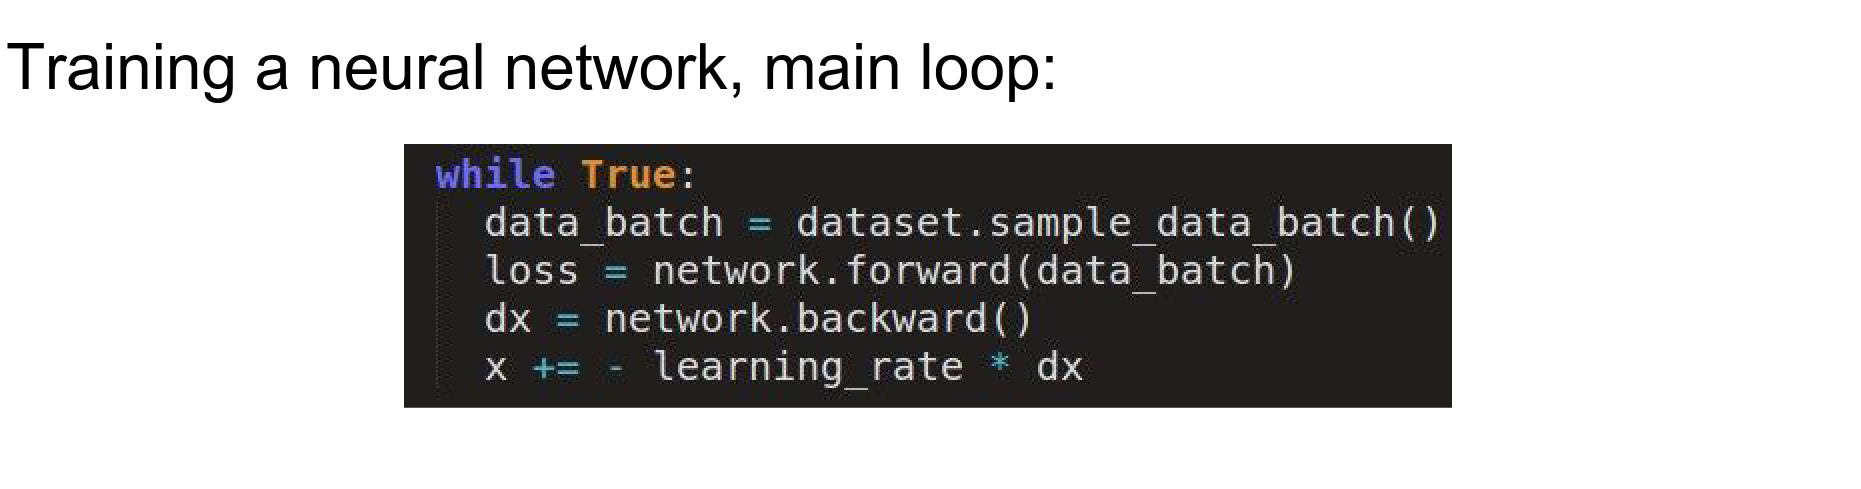 Training a neural network, main loop:
while True:
data_batch = dataset.sample_data_batch()
loss = network.forward(data_batch)
dx = network.backward()
x += - learning_rate * dx